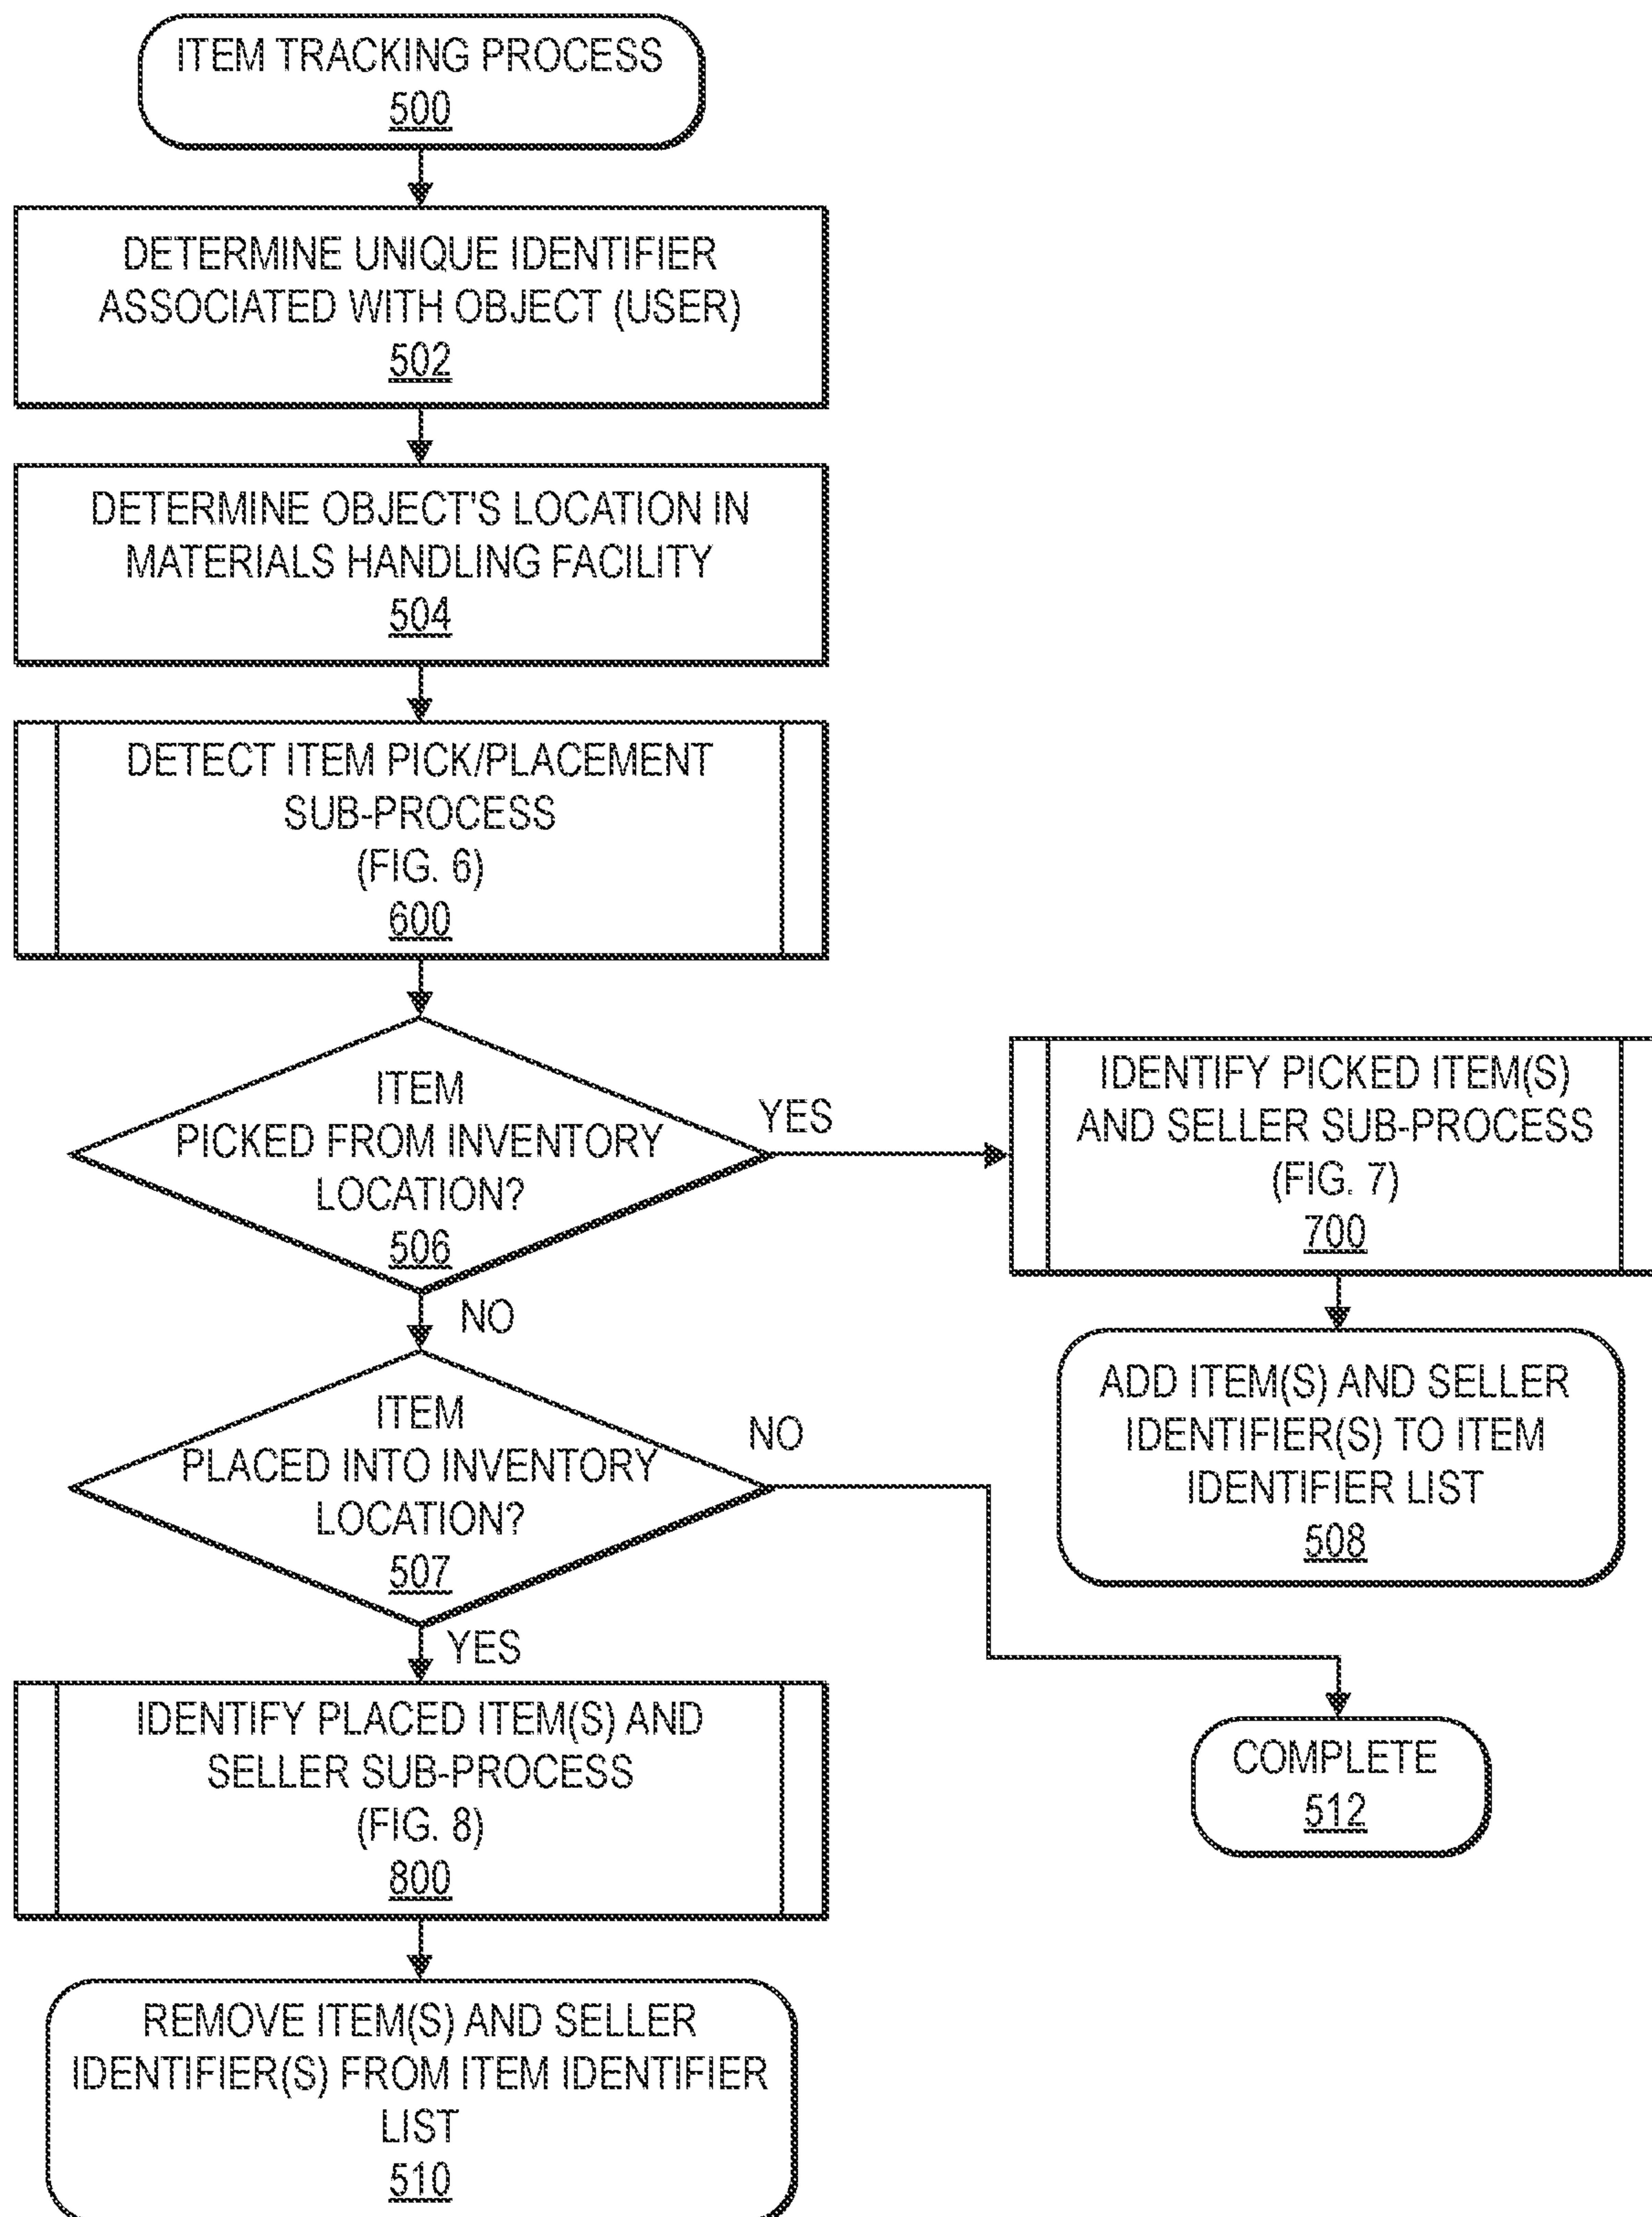 ITEM TRACKING PROCESS
500
DETERMINE UNIQUE IDENTIFIER
ASSOCIATED WITH OBJECT (USER)
502
DETERMINE OBJECT'S LOCATION IN
MATERIALS HANDLING FACILITY
504
DETECT ITEM PICK/PLACEMENT
SUB-PROCESS
(FIG. 6)
600
ITEM
PICKED FROM INVENTORY
LOCATION?
506
YES
IDENTIFY PICKED ITEM(S)
AND SELLER SUB-PROCESS
(FIG. 7)
700
ADD ITEM(S) AND SELLER
IDENTIFIER(S) TO ITEM
IDENTIFIER LIST
508
NO
ITEM
PLACED INTO INVENTORY
LOCATION?
507
NO
COMPLETE
512
YES
IDENTIFY PLACED ITEM(S) AND
SELLER SUB-PROCESS
(FIG. 8)
800
REMOVE ITEM(S) AND SELLER
IDENTIFIER(S) FROM ITEM IDENTIFIER
LIST
510